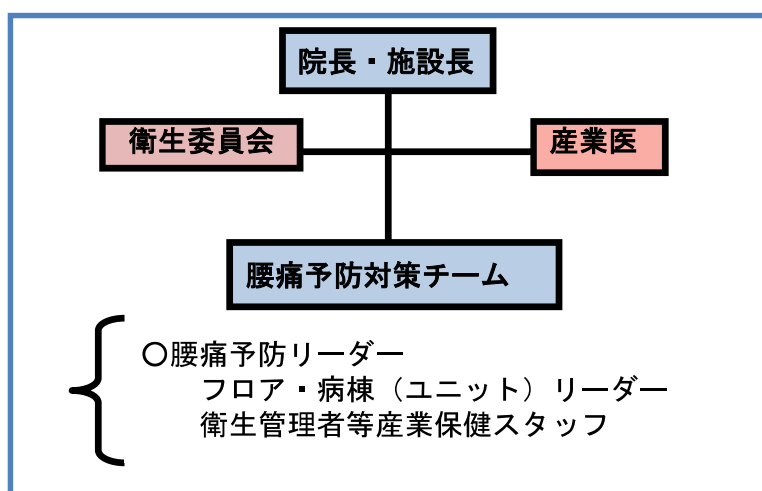 院長・施設長
衛生委員会
産業医
腰痛予防対策チーム
〇腰痛予防リーダー
フロア・病棟（ユニット）リーダー
衛生管理者等産業保健スタッフ